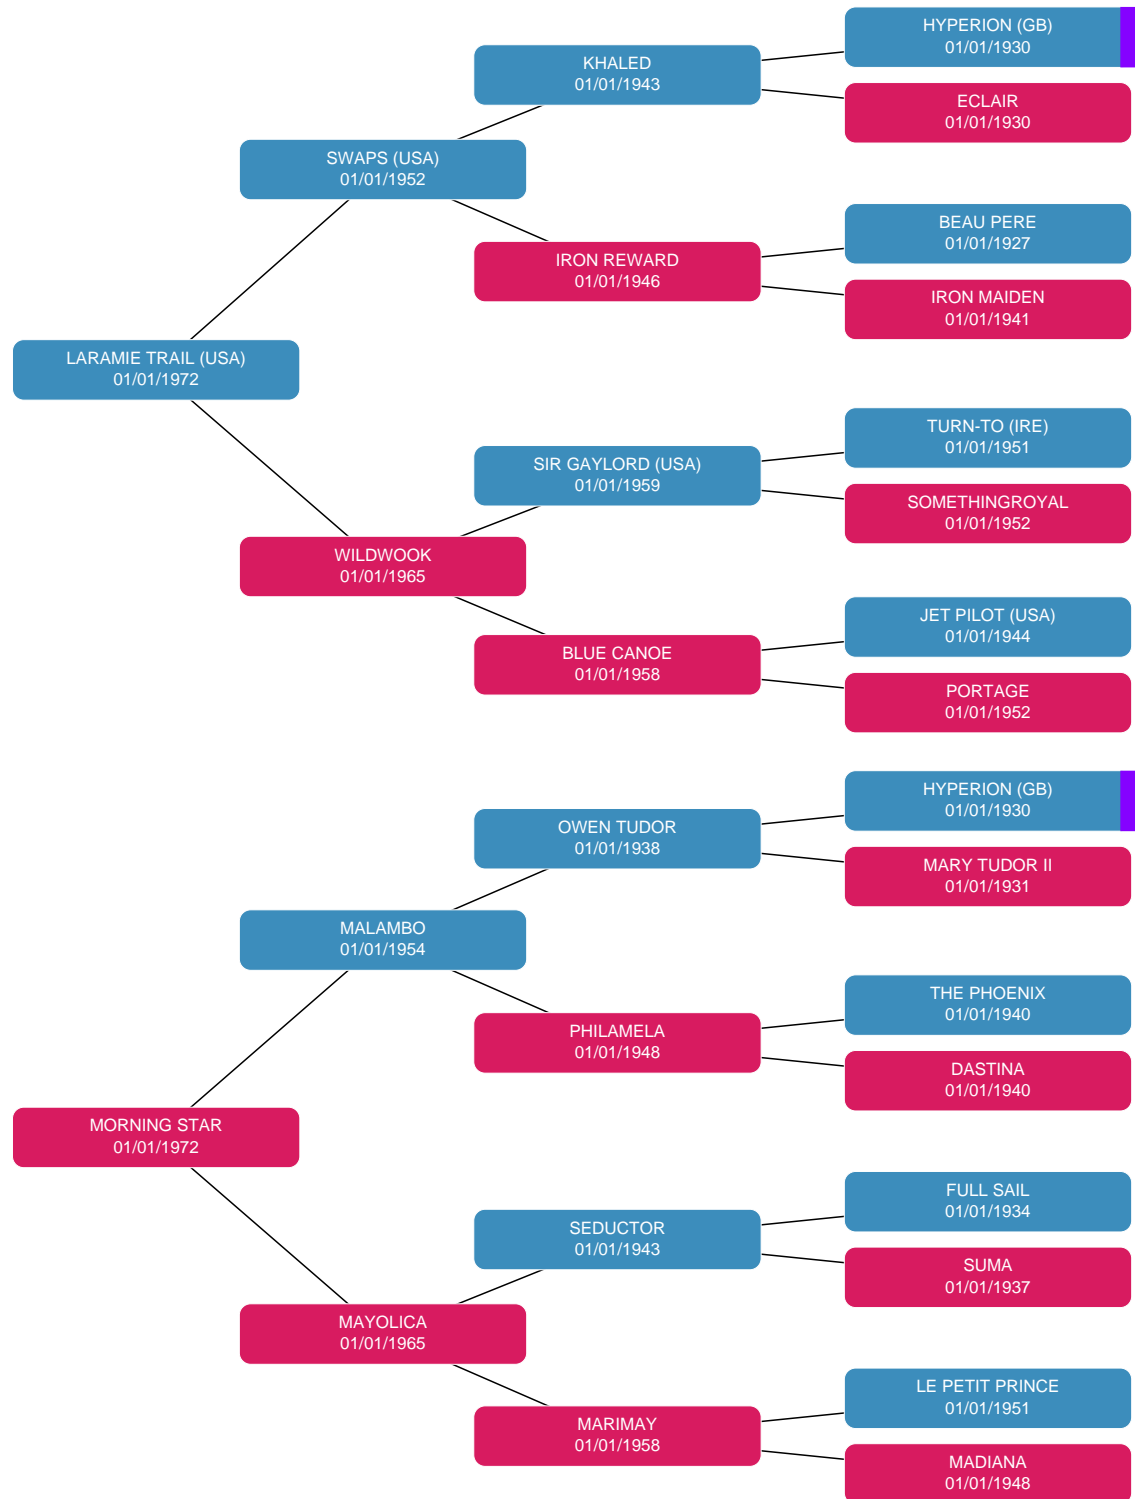 HYPERION (GB)
01/01/1930
KHALED
01/01/1943
ECLAIR
01/01/1930
SWAPS (USA)
01/01/1952
BEAU PERE
01/01/1927
IRON REWARD
01/01/1946
IRON MAIDEN
01/01/1941
LARAMIE TRAIL (USA)
01/01/1972
TURN-TO (IRE)
01/01/1951
SIR GAYLORD (USA)
01/01/1959
SOMETHINGROYAL
01/01/1952
WILDWOOK
01/01/1965
JET PILOT (USA)
01/01/1944
BLUE CANOE
01/01/1958
PORTAGE
01/01/1952
HYPERION (GB)
01/01/1930
OWEN TUDOR
01/01/1938
MARY TUDOR II
01/01/1931
MALAMBO
01/01/1954
THE PHOENIX
01/01/1940
PHILAMELA
01/01/1948
DASTINA
01/01/1940
MORNING STAR
01/01/1972
FULL SAIL
01/01/1934
SEDUCTOR
01/01/1943
SUMA
01/01/1937
MAYOLICA
01/01/1965
LE PETIT PRINCE
01/01/1951
MARIMAY
01/01/1958
MADIANA
01/01/1948